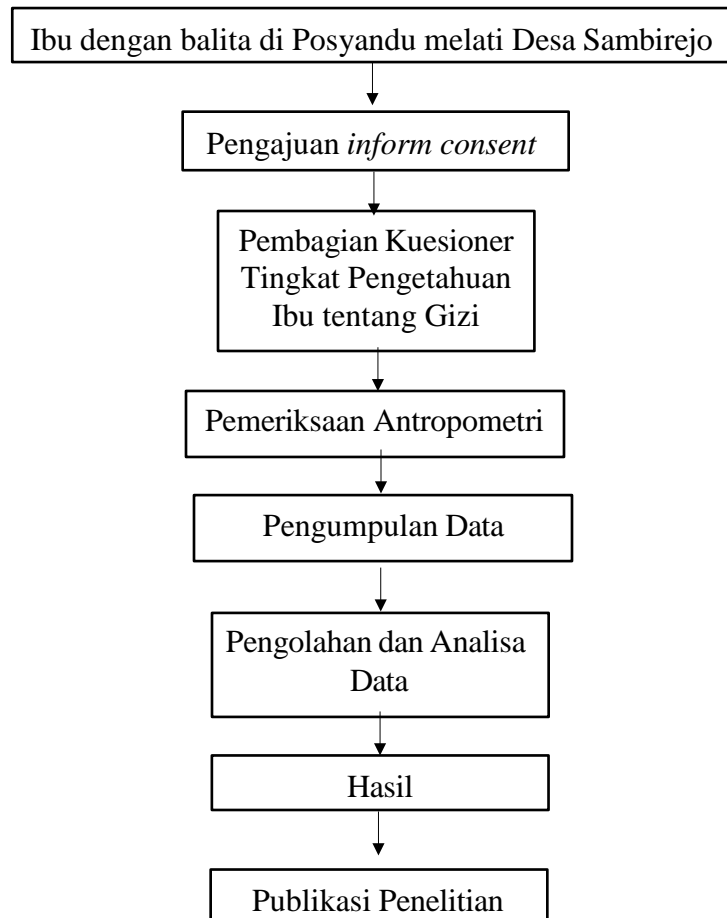 Ibu dengan balita di Posyandu melati Desa Sambirejo
Pengajuan inform consent
Pembagian Kuesioner
Tingkat Pengetahuan
Ibu tentang Gizi
Pemeriksaan Antropometri
Pengumpulan Data
Pengolahan dan Analisa
Data
Hasil
Publikasi Penelitian